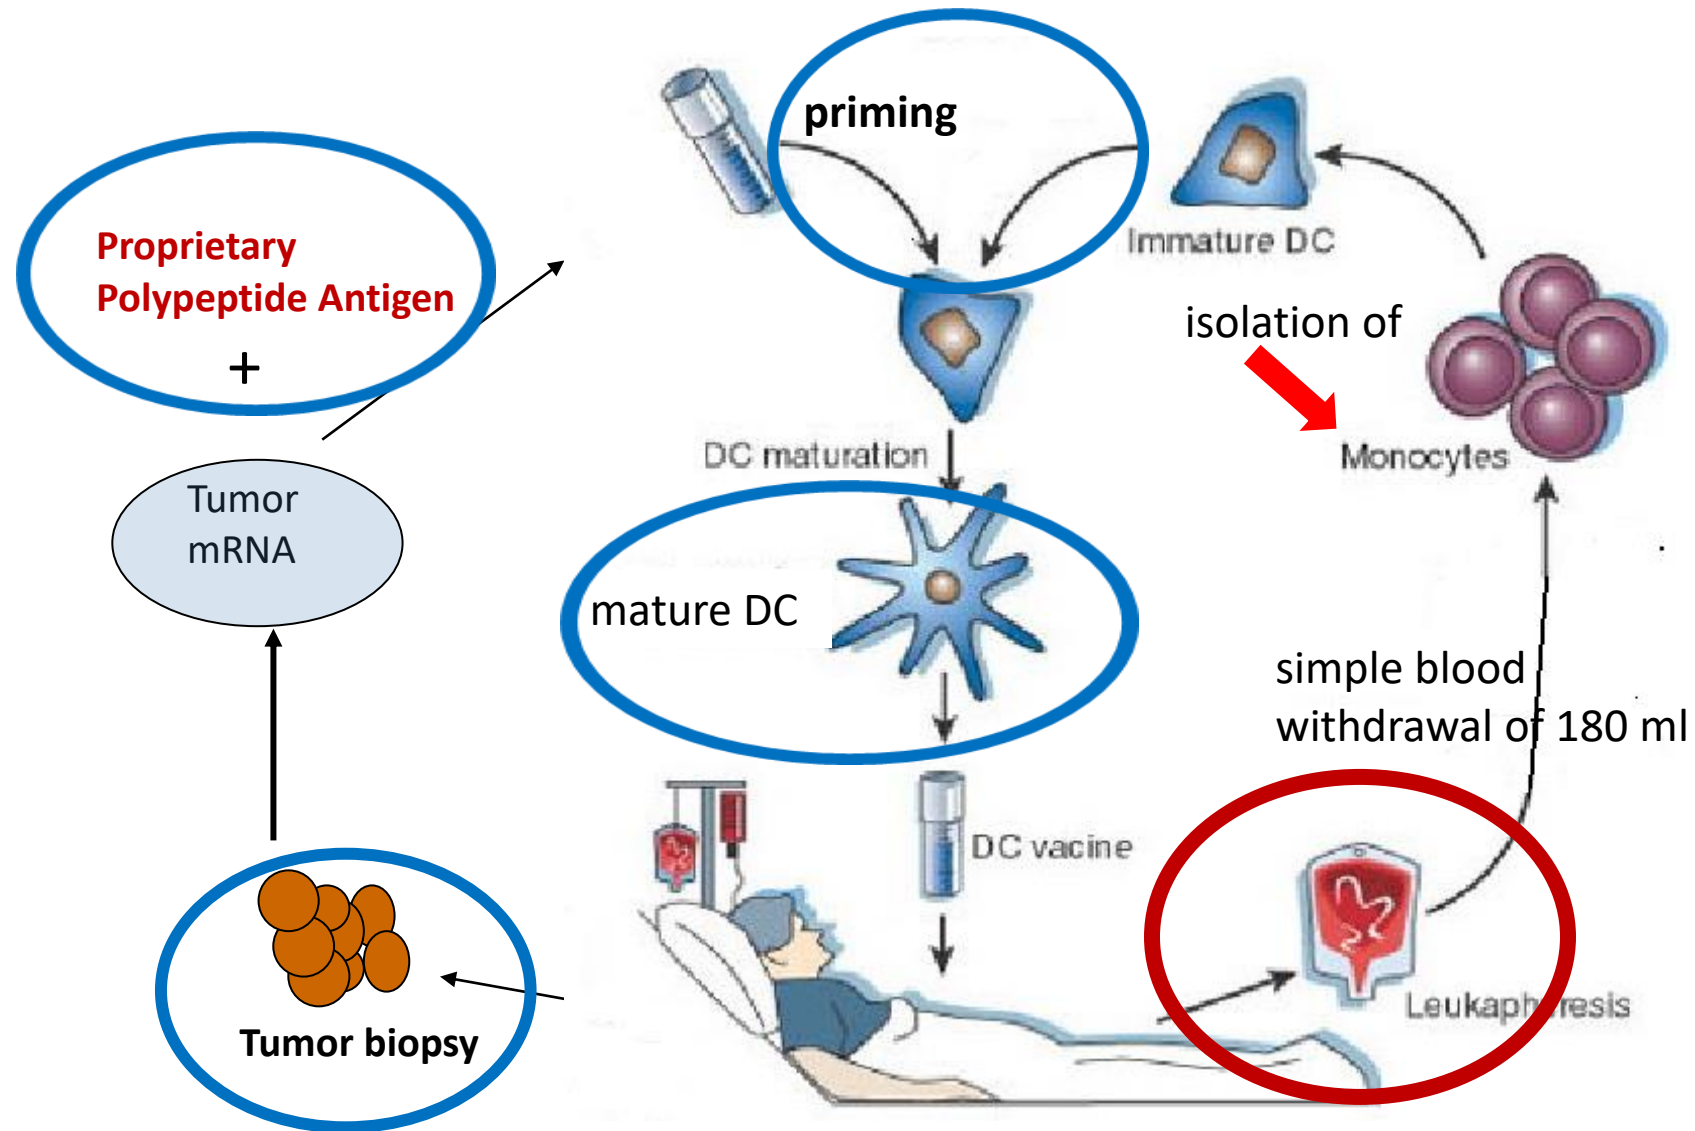 priming
Proprietary
Polypeptide Antigen
+
Immature DC
isolation of
DC maturation
Monocytes
Tumor
mRNA
mature DC
simple blood
withdrawal of 180 ml
DC vacine
Leukapheresis
Tumor biopsy